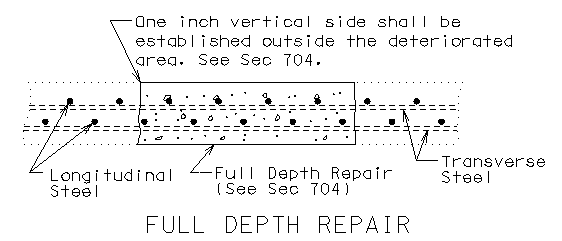 One inch vertical side shall be
established outside the deteriorated
area. See Sec 704.
Longitudinal
Steel
Full Depth Repair
(See Sec 704)
Transverse
Steel
FULL DEPTH REPAIR